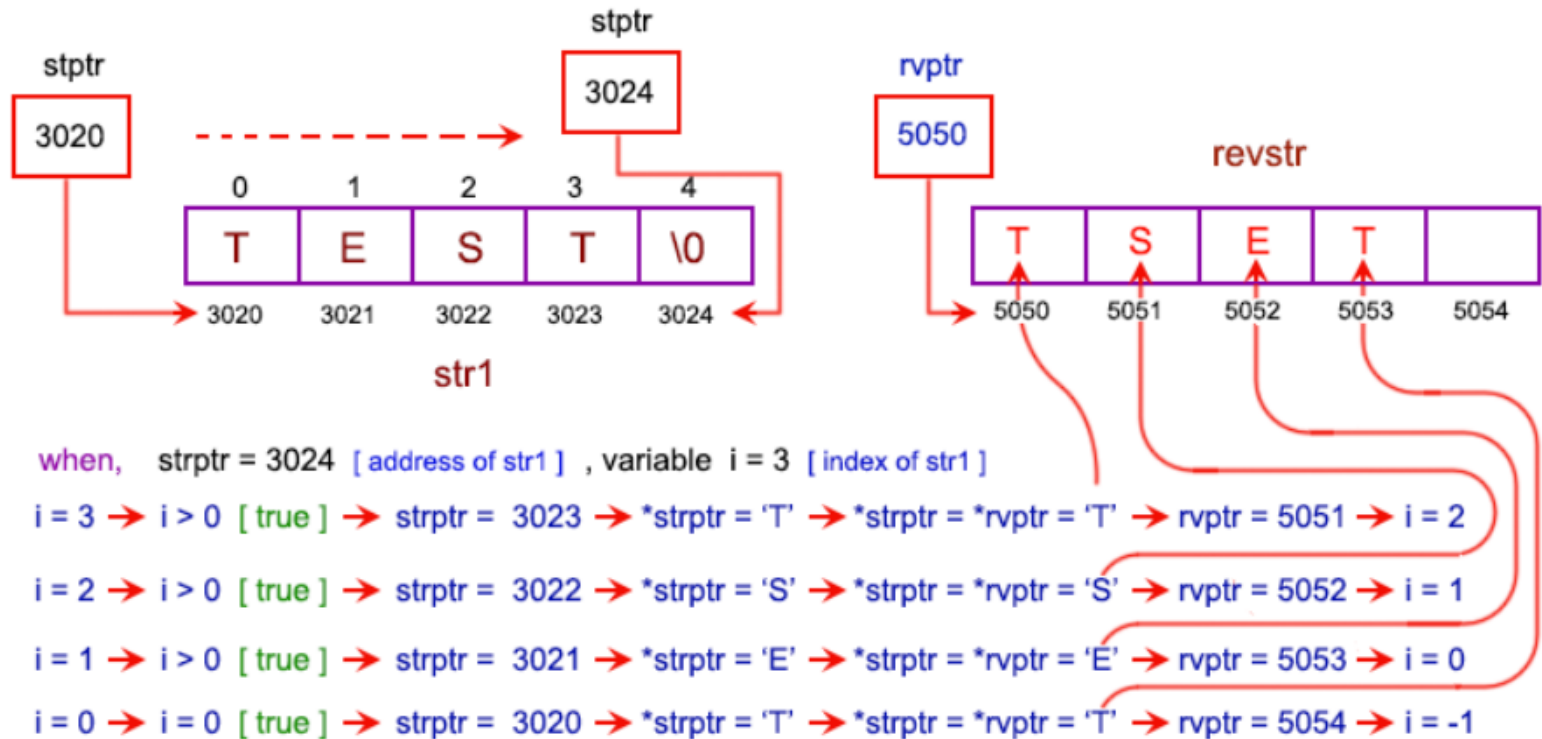 stptr
stptr
rvptr
3020
3024
5050
revstr
0 1 2 3 4
T E S T \0
T S E T
3020 3021 3022 3023 3024
5050 5051 5052 5053 5054
str1
when, strptr = 3024 [ address of str1 ] , variable i = 3 [ index of str1 ]
i = 3 → i > 0 [ true ] → strptr = 3023 → *strptr = ‘T’ → *strptr = *rvptr = ‘T’ → rvptr = 5051 → i = 2
i = 2 → i > 0 [ true ] → strptr = 3022 → *strptr = ‘S’ → *strptr = *rvptr = ‘S’ → rvptr = 5052 → i = 1
i = 1 → i > 0 [ true ] → strptr = 3021 → *strptr = ‘E’ → *strptr = *rvptr = ‘E’ → rvptr = 5053 → i = 0
i = 0 → i = 0 [ true ] → strptr = 3020 → *strptr = ‘T’ → *strptr = *rvptr = ‘T’ → rvptr = 5054 → i = -1